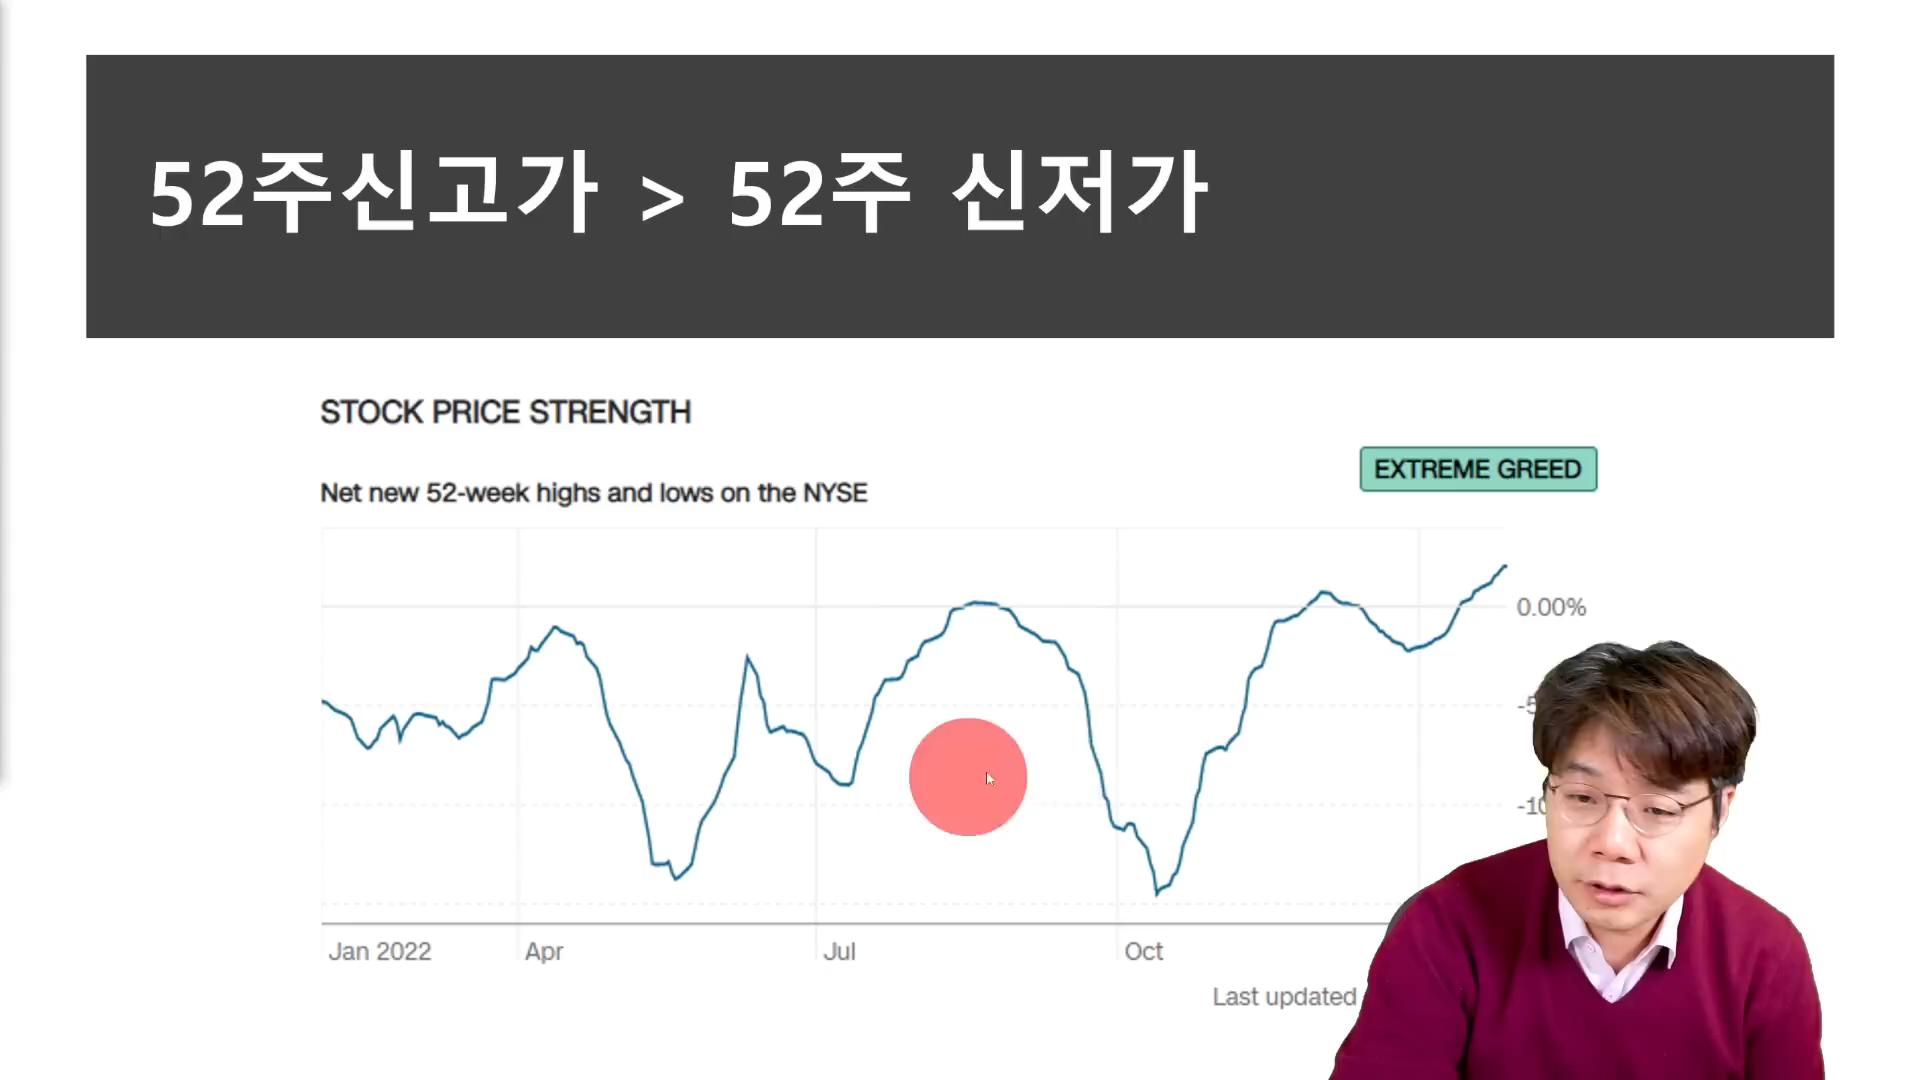 52주신고가 > 52주 신저가
STOCK PRICE STRENGTH
EXTREME GREED
Net new 52-week highs and lows on the NYSE
0.00%
Jan 2022 Apr Jul Oct
Last updated